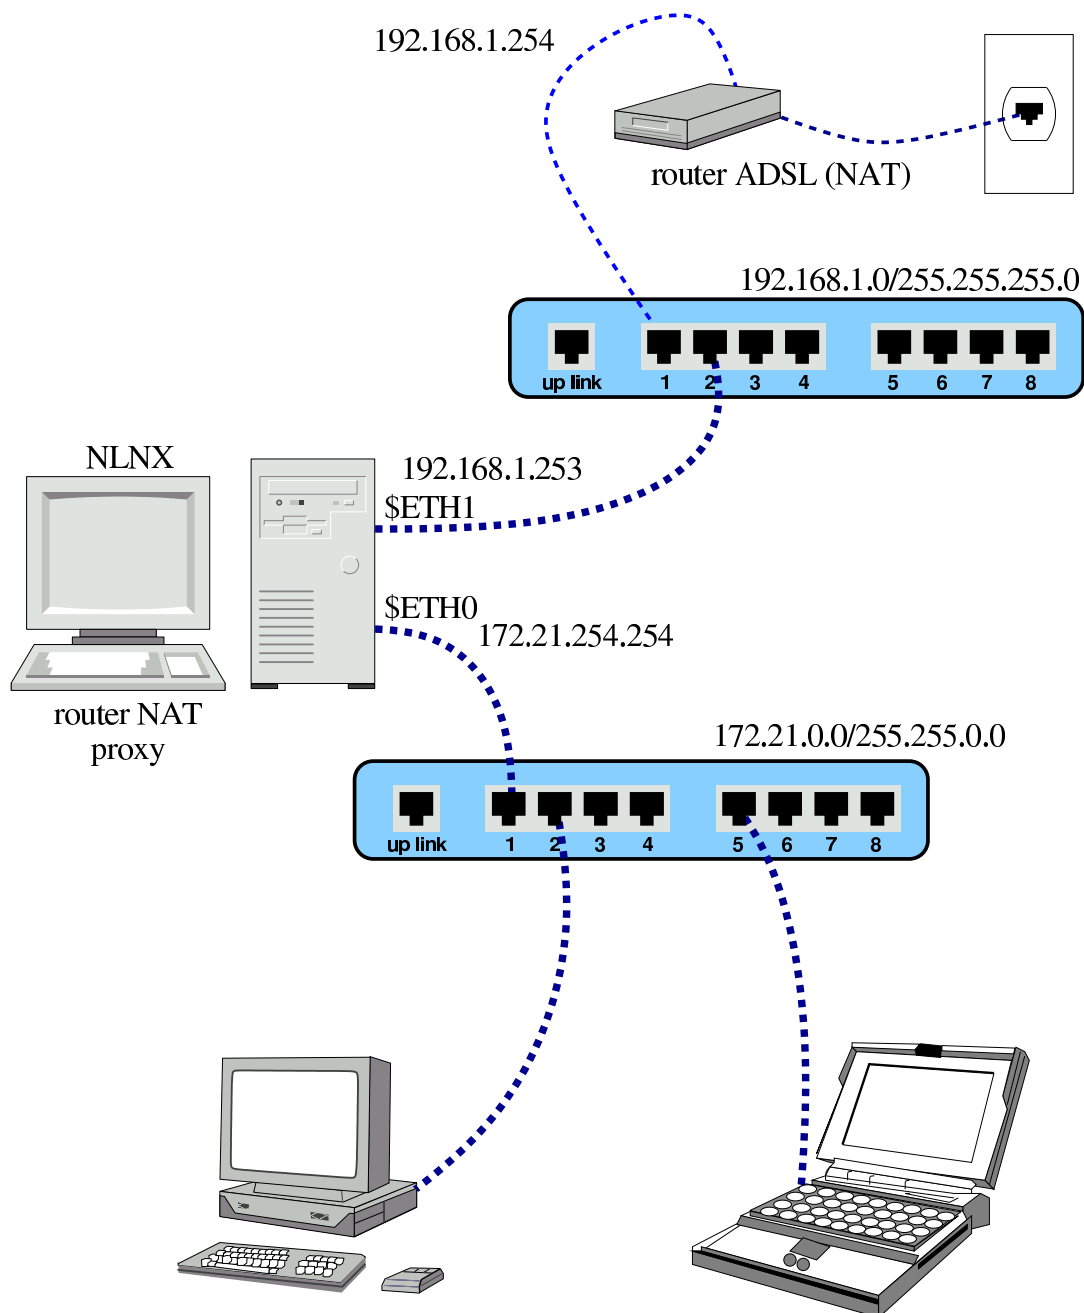 192.168.1.254
router ADSL (NAT)
192.168.1.0/255.255.255.0
up link 1 2 3 4 5 6 7 8
NLNX
192.168.1.253
$ETH1
$ETH0
172.21.254.254
router NAT
proxy
172.21.0.0/255.255.0.0
up link 1 2 3 4 5 6 7 8